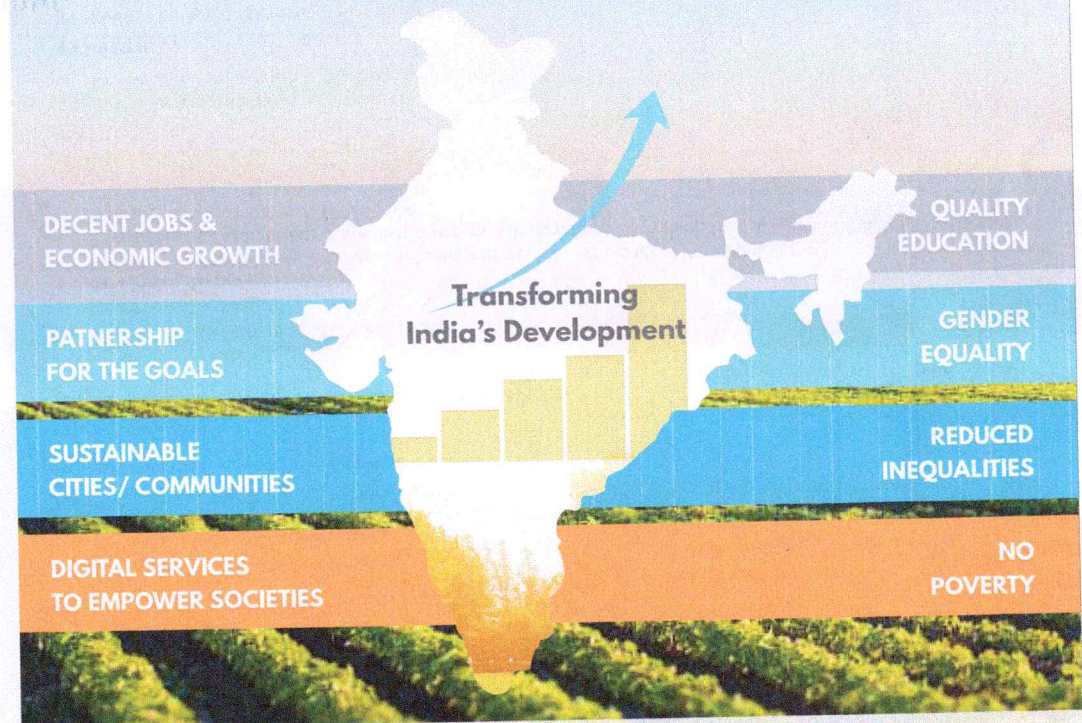 DECENT JOBS &
ECONOMIC GROWTH
QUALITY
EDUCATION
Transforming
India's Development
PATNERSHIP
FOR THE GOALS
GENDER
EQUALITY
SUSTAINABLE
CITIES/ COMMUNITIES
REDUCED
INEQUALITIES
DIGITAL SERVICES
TO EMPOWER SOCIETIES
NO
POVERTY